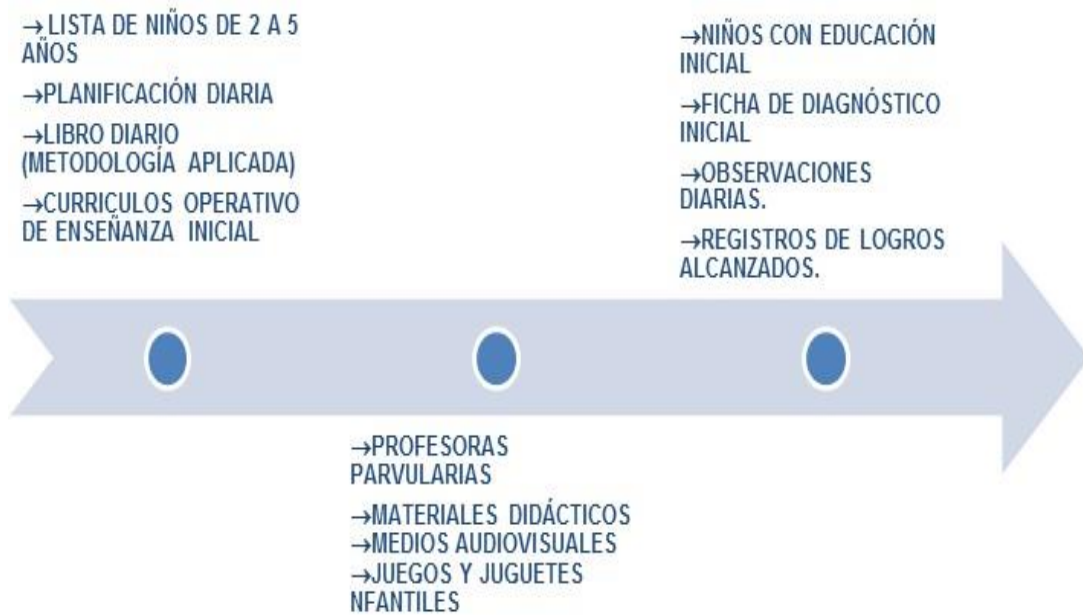 →LISTA DE NIÑOS DE 2 A 5
AÑOS
→PLANIFICACIÓN DIARIA
→LIBRO DIARIO
(METODOLOGÍA APLICADA)
→CURRICULOS OPERATIVO
DE ENSEÑANZA INICIAL
→PROFESORAS
PARVULARIAS
→MATERIALES DIDÁCTICOS
→MEDIOS AUDIOVISUALES
→JUEGOS Y JUGUETES
NFANTILES
→NIÑOS CON EDUCACIÓN
INICIAL
→FICHA DE DIAGNÓSTICO
INICIAL
→OBSERVACIONES
DIARIAS.
→REGISTROS DE LOGROS
ALCANZADOS.